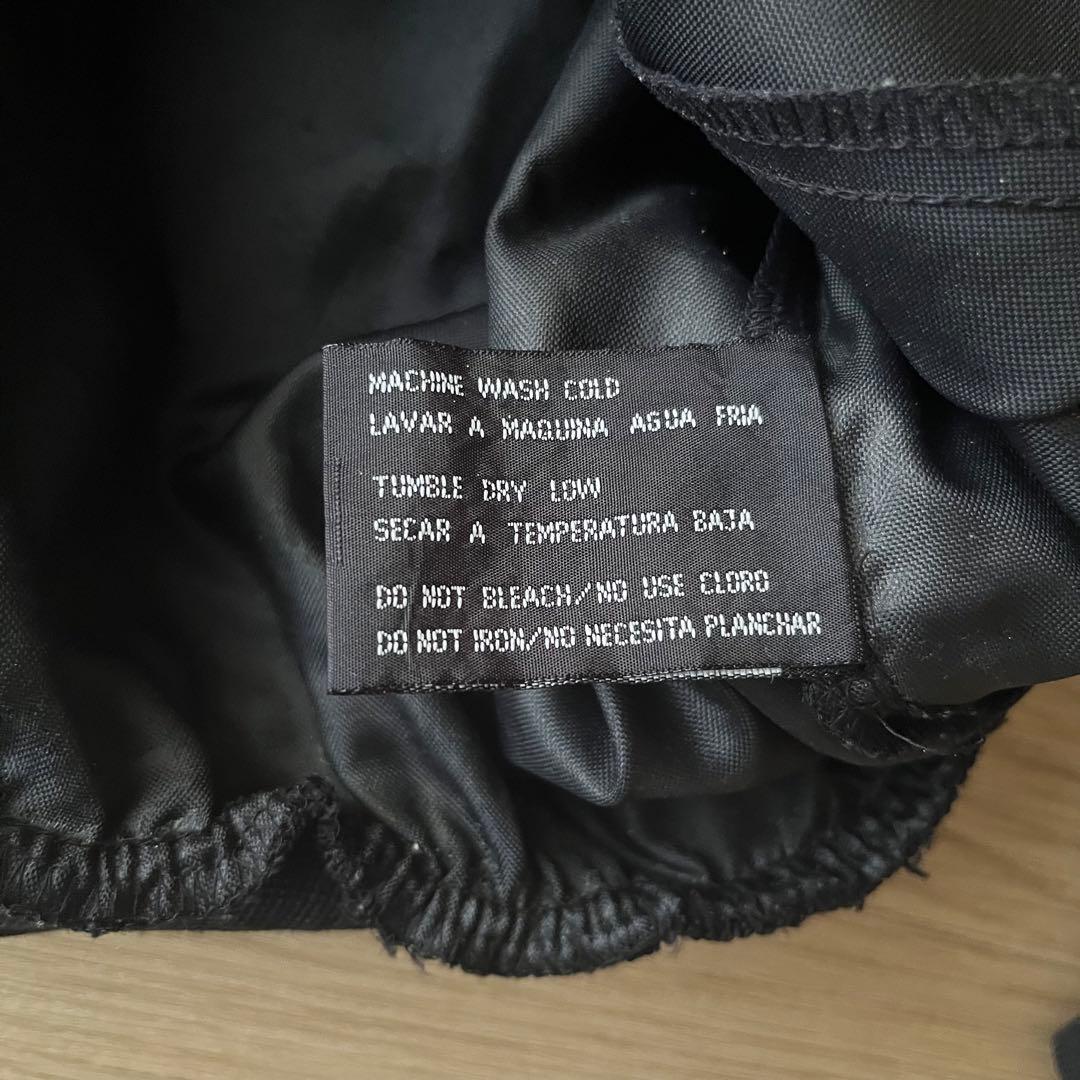 MACHINE WASH COLD
LAVAR A MAQUINA AGUA FRIA
TUMBLE DRY LOW
SECAR A TEMPERATURA BAJA
DO NOT BLEACH/NO USE CLORO
DO NOT IRON/NO NECESITA PLANCHAR